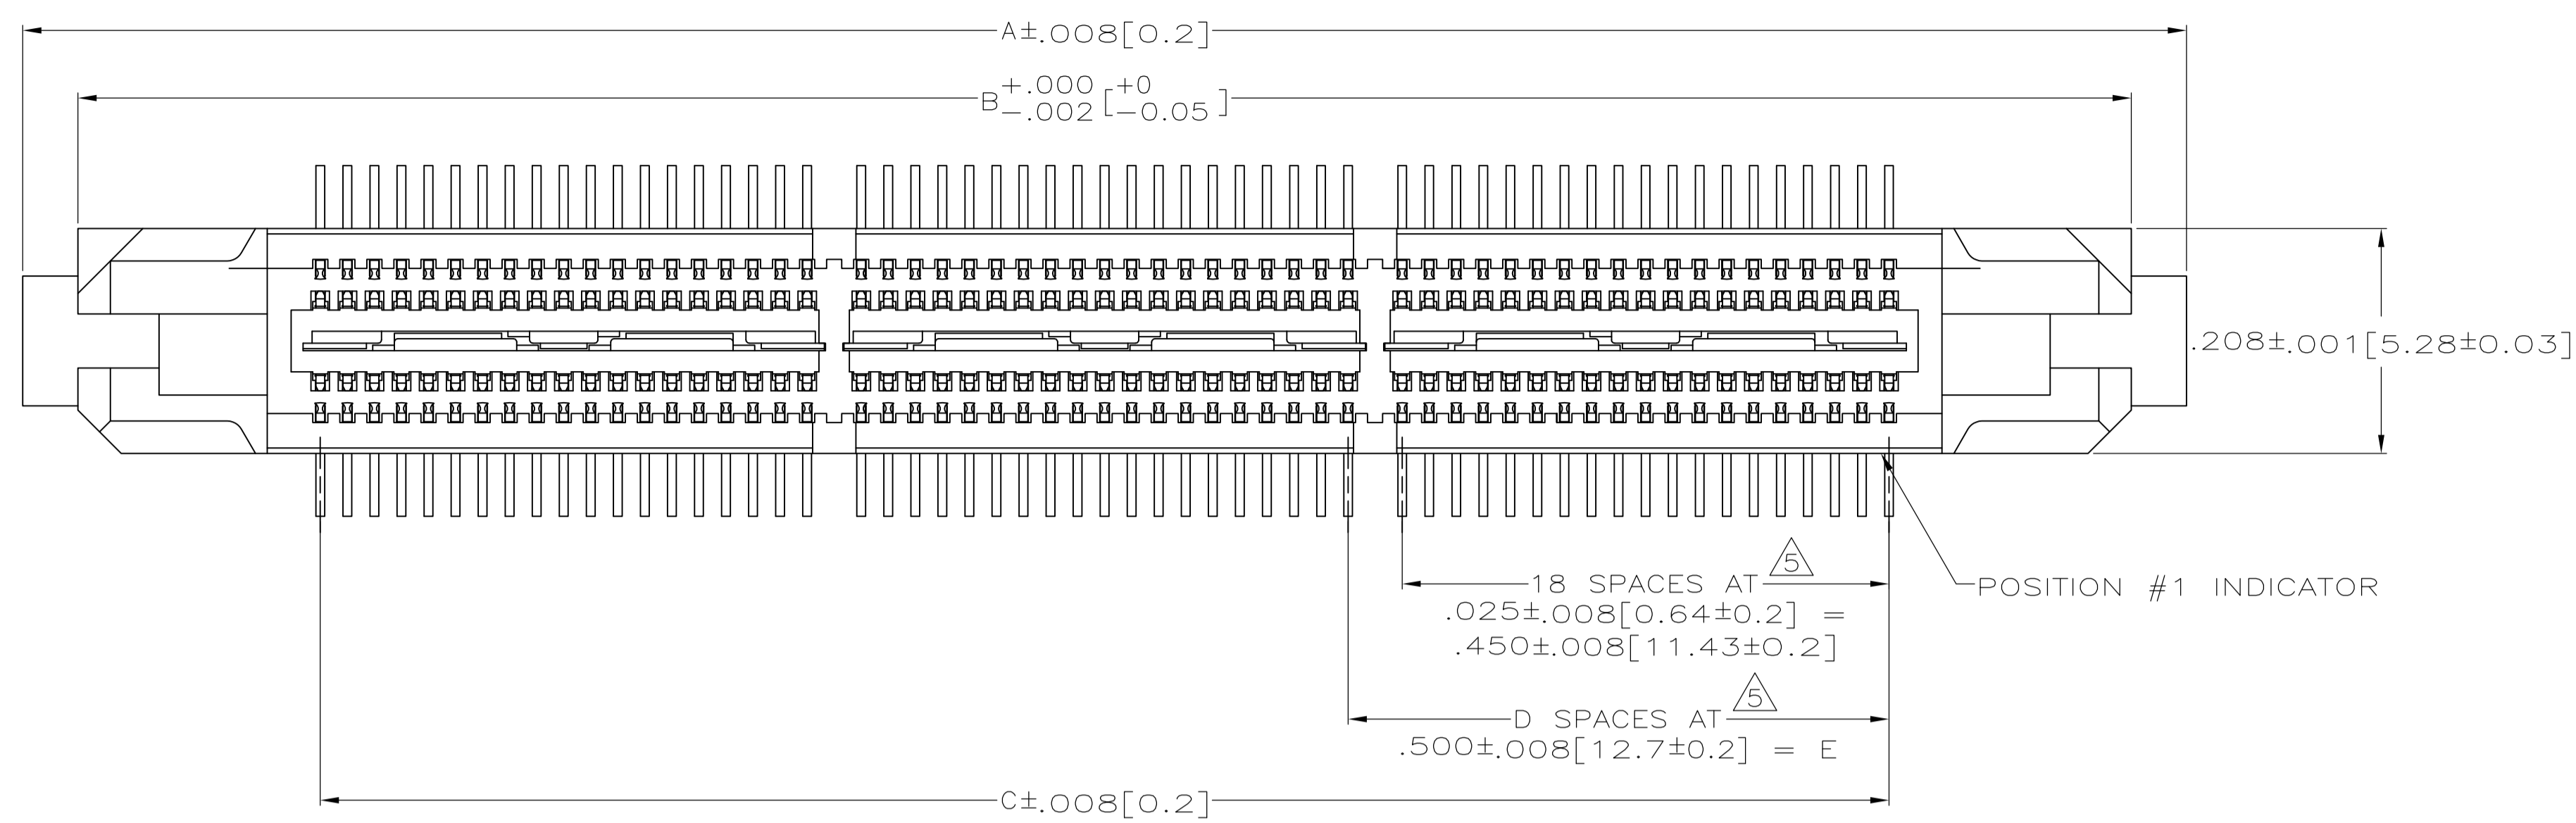 A±.008[0.2]
B+.000 +0
-.002[-0.05]
.208±.001[5.28±0.03]
5
18 SPACES AT
.025±.008[0.64±0.2] =
.450±.008[11.43±0.2]
POSITION #1 INDICATOR
5
D SPACES AT
.500±.008[12.7±0.2] = E
C±.008[0.2]